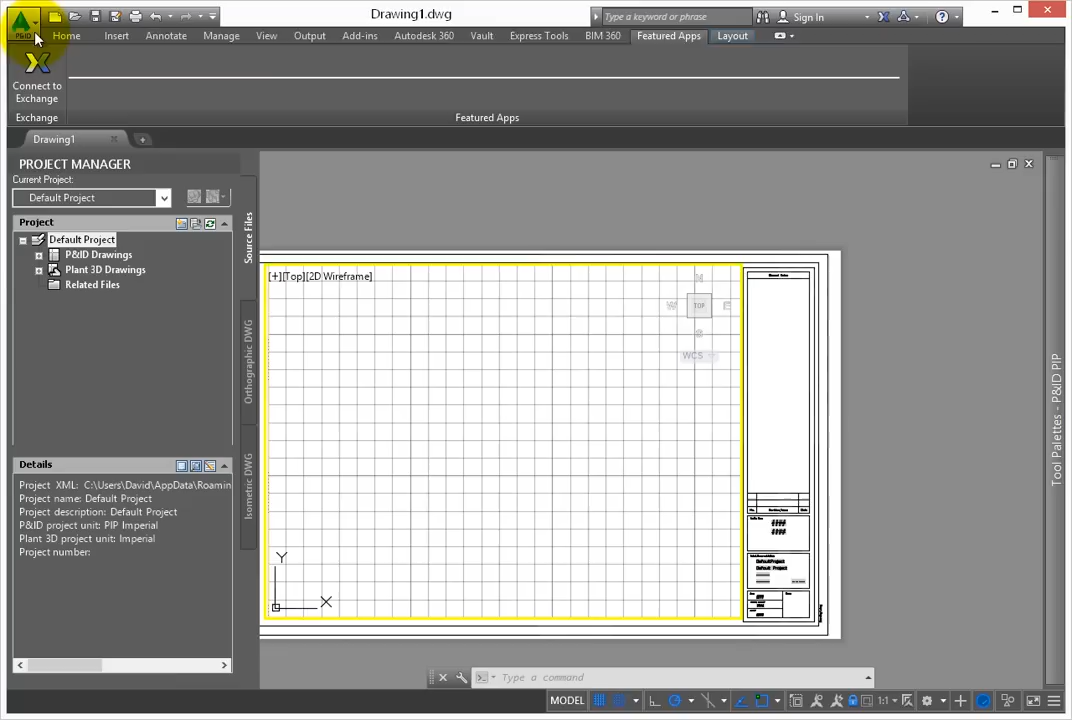 Drawing1.dwg
Type a keyword or phrase
Sign In
P&ID
Home
Insert
Annotate
Manage
View
Output
Add-ins
Autodesk 360
Vault
Express Tools
BIM 360
Featured Apps
Layout
Connect to
Exchange
Exchange
Featured Apps
Drawing1
PROJECT MANAGER
Current Project:
Default Project
Project
Default Project
P&ID Drawings
Plant 3D Drawings
Related Files
Source Files
Orthographic DWG
Isometric DWG
Details
Project XML: C:\Users\David\AppData\Roamin
Project name: Default Project
Project description: Default Project
P&ID project unit: PIP Imperial
Plant 3D project unit: Imperial
Project number:
[+][Top][2D Wireframe]
N
W
TOP
E
S
WCS
Y
X
####
####
DefaultProject
Default Project
Tool Palettes - P&ID PIP
Type a command
MODEL
1:1